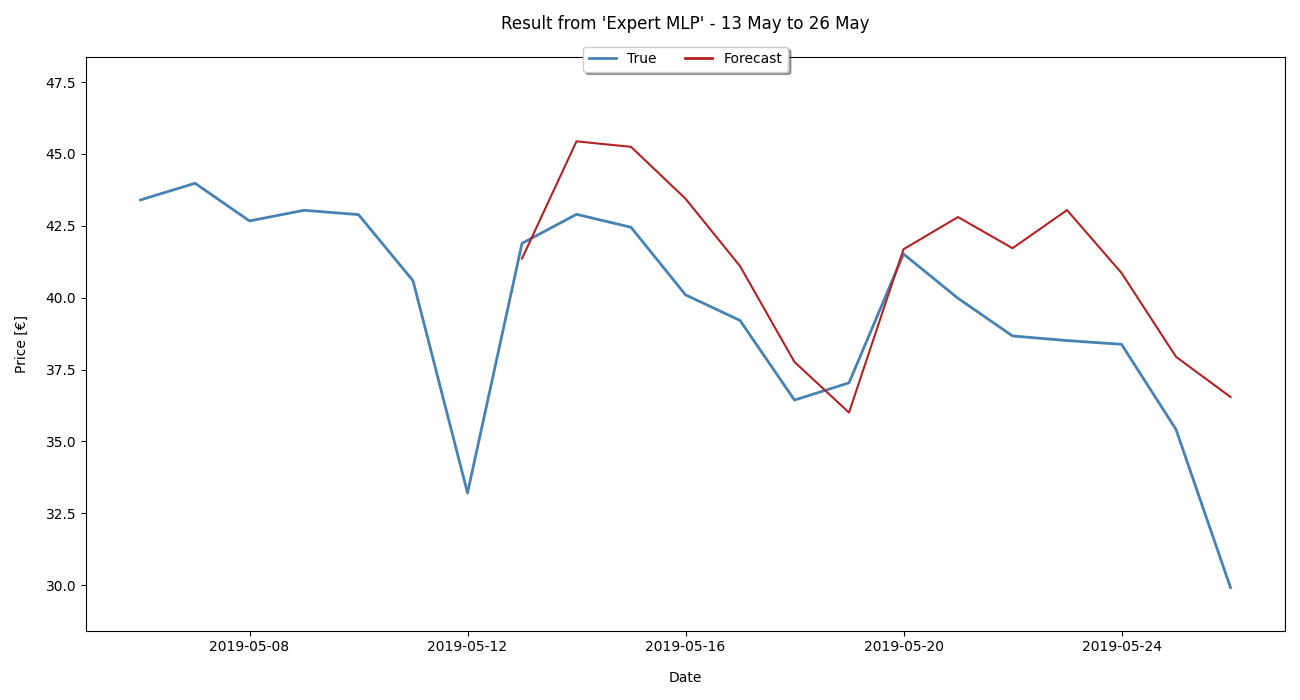 Result from 'Expert MLP' - 13 May to 26 May
True Forecast
47.5
45.0
42.5
40.0
37.5
35.0
32.5
30.0
Price [€]
2019-05-08 2019-05-12 2019-05-16 2019-05-20 2019-05-24
Date